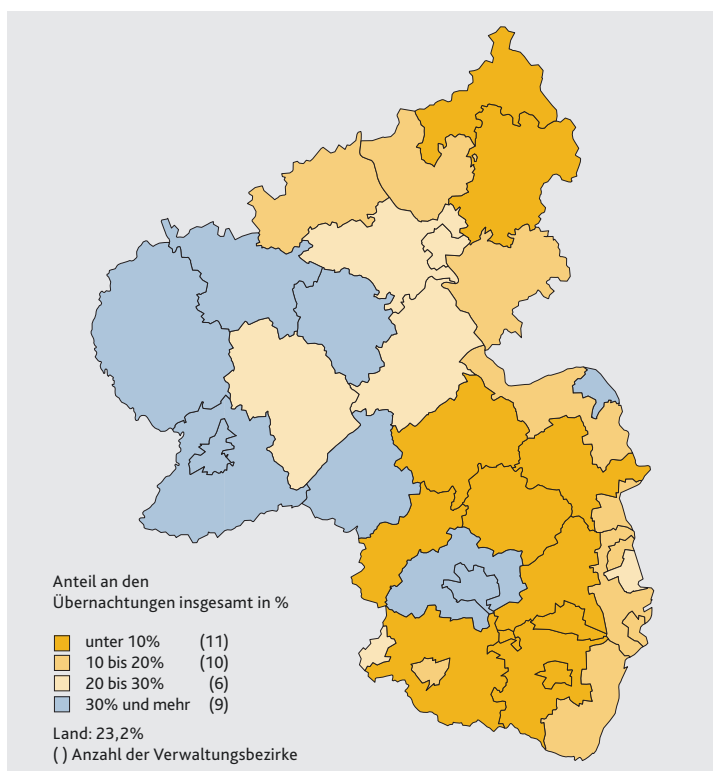 Anteil an den
Übernachtungen insgesamt in %
unter 10% (11)
10 bis 20% (10)
20 bis 30% (6)
30% und mehr (9)
Land: 23,2%
( ) Anzahl der Verwaltungsbezirke